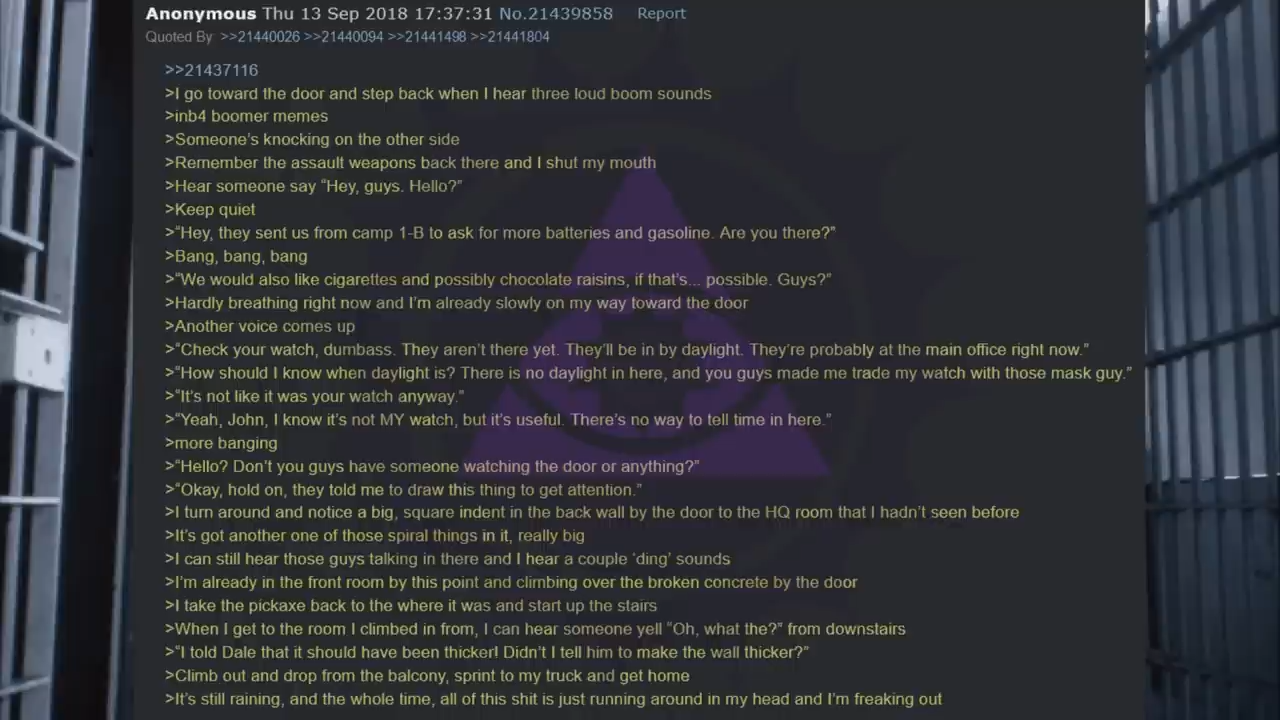 Anonymous Thu 13 Sep 2018 17:37:31 No.21439858 Report
Quoted By >>21440026 >>21440094 >>21441498 >>21441804
>>21437116
>I go toward the door and step back when I hear three loud boom sounds
>inb4 boomer memes
>Someone's knocking on the other side
>Remember the assault weapons back there and I shut my mouth
>Hear someone say “Hey, guys. Hello?”
>Keep quiet
>“Hey, they sent us from camp 1-B to ask for more batteries and gasoline. Are you there?”
>Bang, bang, bang
>“We would also like cigarettes and possibly chocolate raisins, if that's... possible. Guys?”
>Hardly breathing right now and I'm already slowly on my way toward the door
>Another voice comes up
>“Check your watch, dumbass. They aren't there yet. They'll be in by daylight. They're probably at the main office right now.”
>“How should I know when daylight is? There is no daylight in here, and you guys made me trade my watch with those mask guy.”
>“It's not like it was your watch anyway.”
>“Yeah, John, I know it's not MY watch, but it's useful. There's no way to tell time in here.”
>more banging
>“Hello? Don't you guys have someone watching the door or anything?”
>“Okay, hold on, they told me to draw this thing to get attention.”
>I turn around and notice a big, square indent in the back wall by the door to the HQ room that I hadn't seen before
>It's got another one of those spiral things in it, really big
>I can still hear those guys talking in there and I hear a couple ‘ding’ sounds
>I'm already in the front room by this point and climbing over the broken concrete by the door
>I take the pickaxe back to the where it was and start up the stairs
>When I get to the room I climbed in from, I can hear someone yell “Oh, what the?” from downstairs
>“I told Dale that it should have been thicker! Didn't I tell him to make the wall thicker?”
>Climb out and drop from the balcony, sprint to my truck and get home
>It's still raining, and the whole time, all of this shit is just running around in my head and I'm freaking out